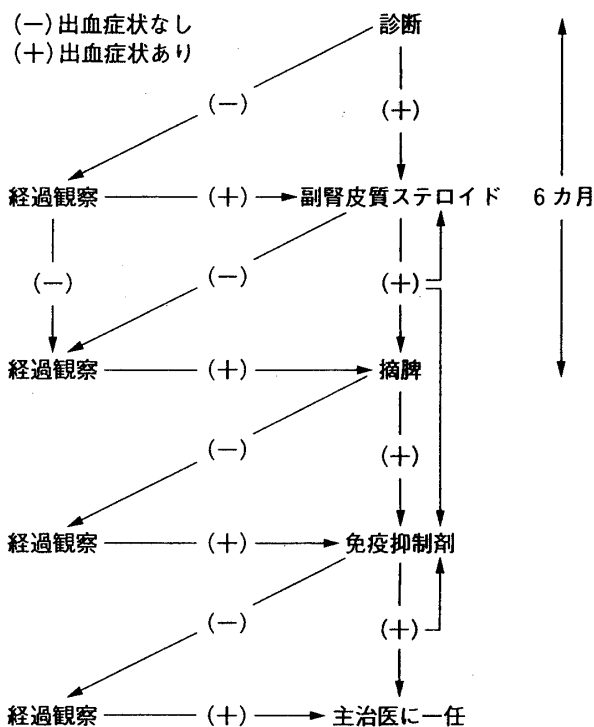 (−)出血症状なし
(+)出血症状あり
診断
(−)
(+)
経過観察
(+)
副腎皮質ステロイド
6カ月
(−)
(−)
(+)
経過観察
(+)
摘脾
(−)
(+)
経過観察
(+)
免疫抑制剤
(−)
(+)
経過観察
(+)
主治医に一任